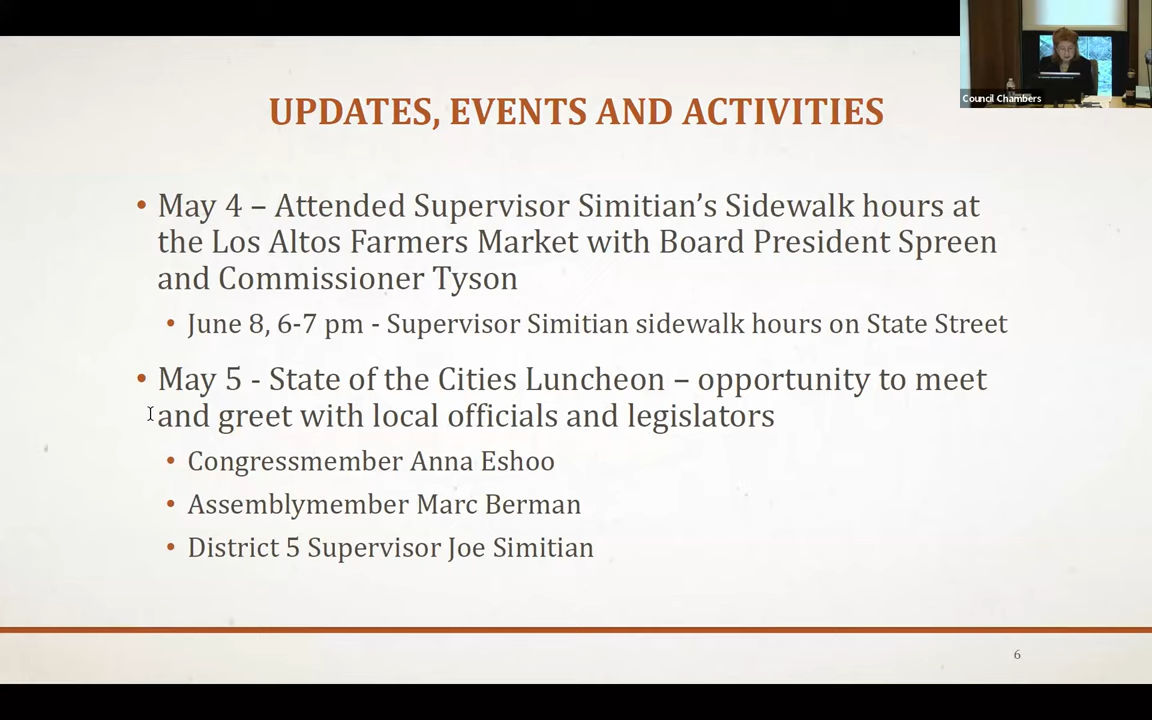 Council Chambers
UPDATES, EVENTS AND ACTIVITIES
• May 4 – Attended Supervisor Simitian’s Sidewalk hours at
the Los Altos Farmers Market with Board President Spreen
and Commissioner Tyson
• June 8, 6-7 pm - Supervisor Simitian sidewalk hours on State Street
• May 5 - State of the Cities Luncheon – opportunity to meet
and greet with local officials and legislators
• Congressmember Anna Eshoo
• Assemblymember Marc Berman
• District 5 Supervisor Joe Simitian
6